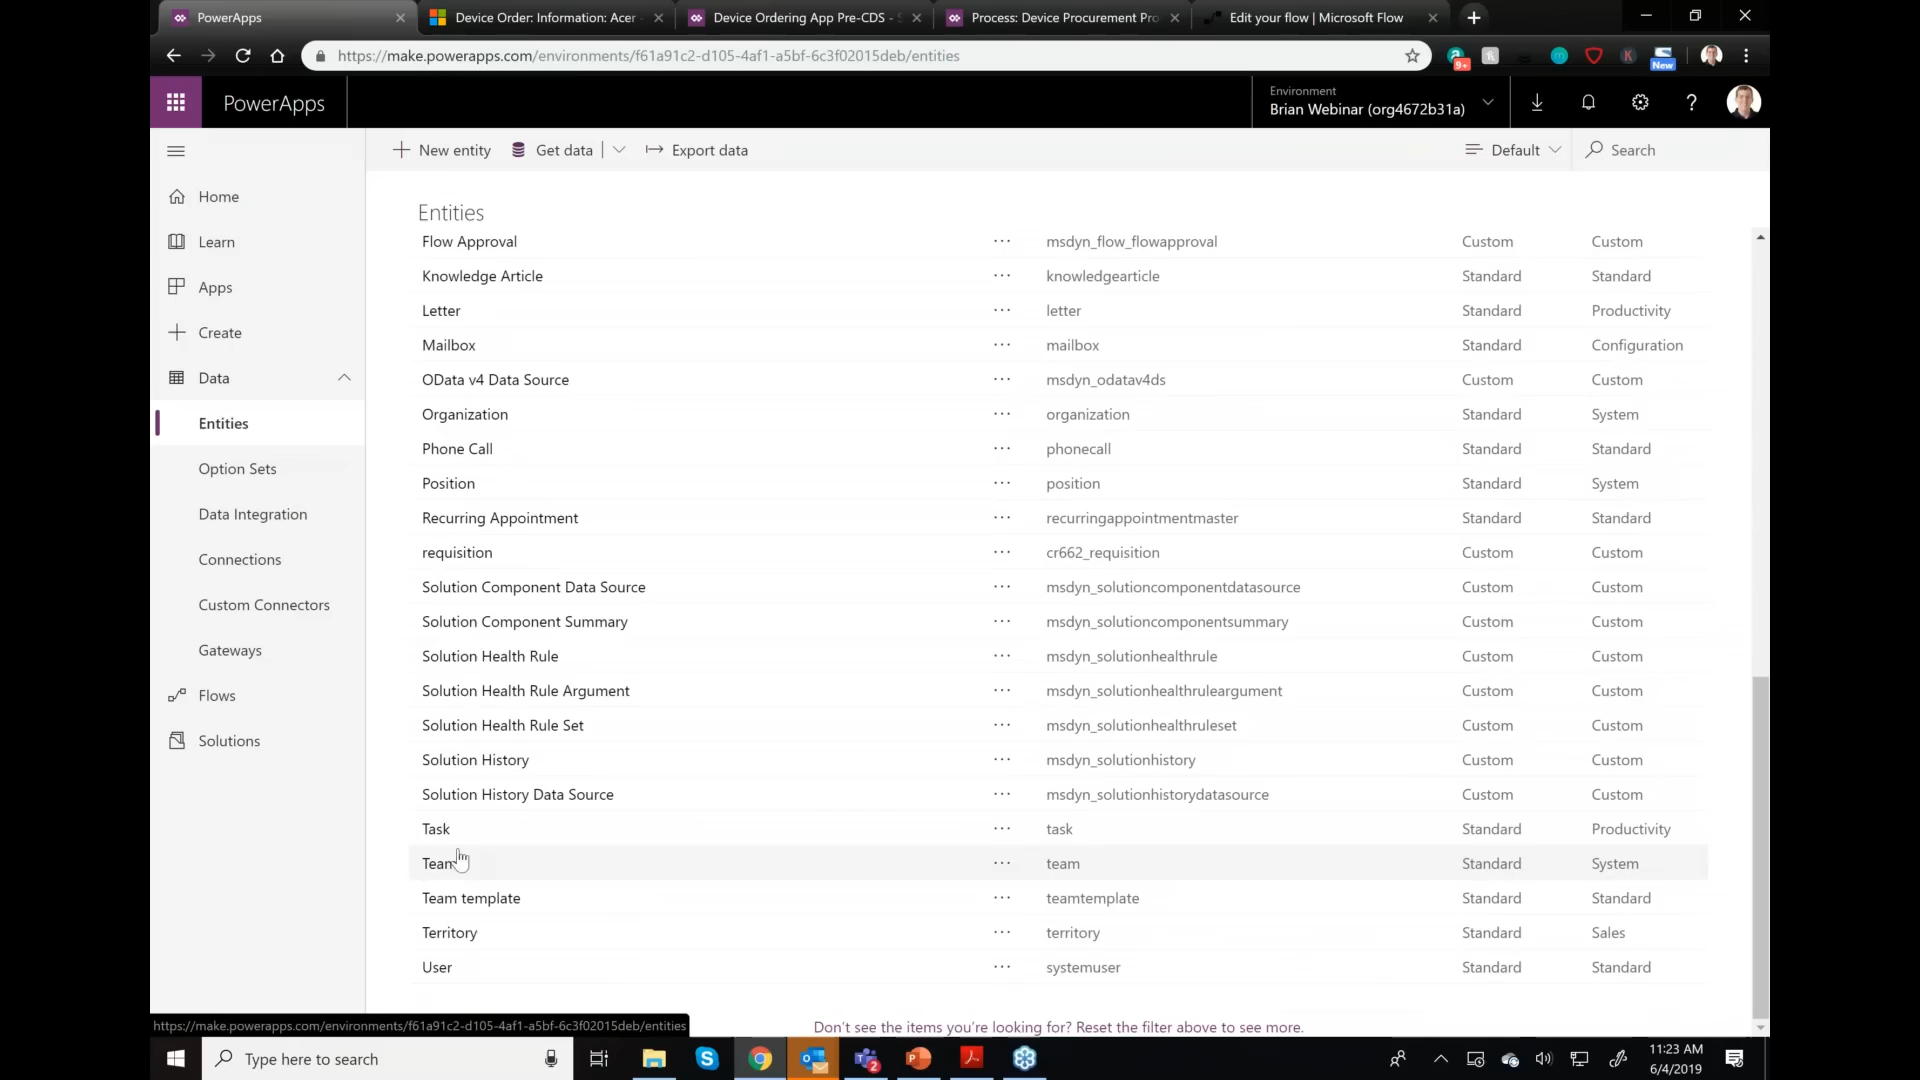 PowerApps
Device Order: Information: Acer
Device Ordering App Pre-CDS - S
Process: Device Procurement Pro
Edit your flow | Microsoft Flow
https://make.powerapps.com/environments/f61a91c2-d105-4af1-a5bf-6c3f02015deb/entities
9+
K
New
PowerApps
Environment
Brian Webinar (org4672b31a)
?
New entity
Get data
Export data
Default
Search
Home
Learn
Apps
Create
Data
Entities
Option Sets
Data Integration
Connections
Custom Connectors
Gateways
Flows
Solutions
Entities
Flow Approval ... msdyn_flow_flowapproval Custom Custom
Knowledge Article ... knowledgearticle Standard Standard
Letter ... letter Standard Productivity
Mailbox ... mailbox Standard Configuration
OData v4 Data Source ... msdyn_odatav4ds Custom Custom
Organization ... organization Standard System
Phone Call ... phonecall Standard Standard
Position ... position Standard System
Recurring Appointment ... recurringappointmentmaster Standard Standard
requisition ... cr662_requisition Custom Custom
Solution Component Data Source ... msdyn_solutioncomponentdatasource Custom Custom
Solution Component Summary ... msdyn_solutioncomponentsummary Custom Custom
Solution Health Rule ... msdyn_solutionhealthrule Custom Custom
Solution Health Rule Argument ... msdyn_solutionhealthruleargument Custom Custom
Solution Health Rule Set ... msdyn_solutionhealthruleset Custom Custom
Solution History ... msdyn_solutionhistory Custom Custom
Solution History Data Source ... msdyn_solutionhistorydatasource Custom Custom
Task ... task Standard Productivity
Team ... team Standard System
Team template ... teamtemplate Standard Standard
Territory ... territory Standard Sales
User ... systemuser Standard Standard
Don't see the items you're looking for? Reset the filter above to see more.
https://make.powerapps.com/environments/f61a91c2-d105-4af1-a5bf-6c3f02015deb/entities
Type here to search
2
11:23 AM
6/4/2019